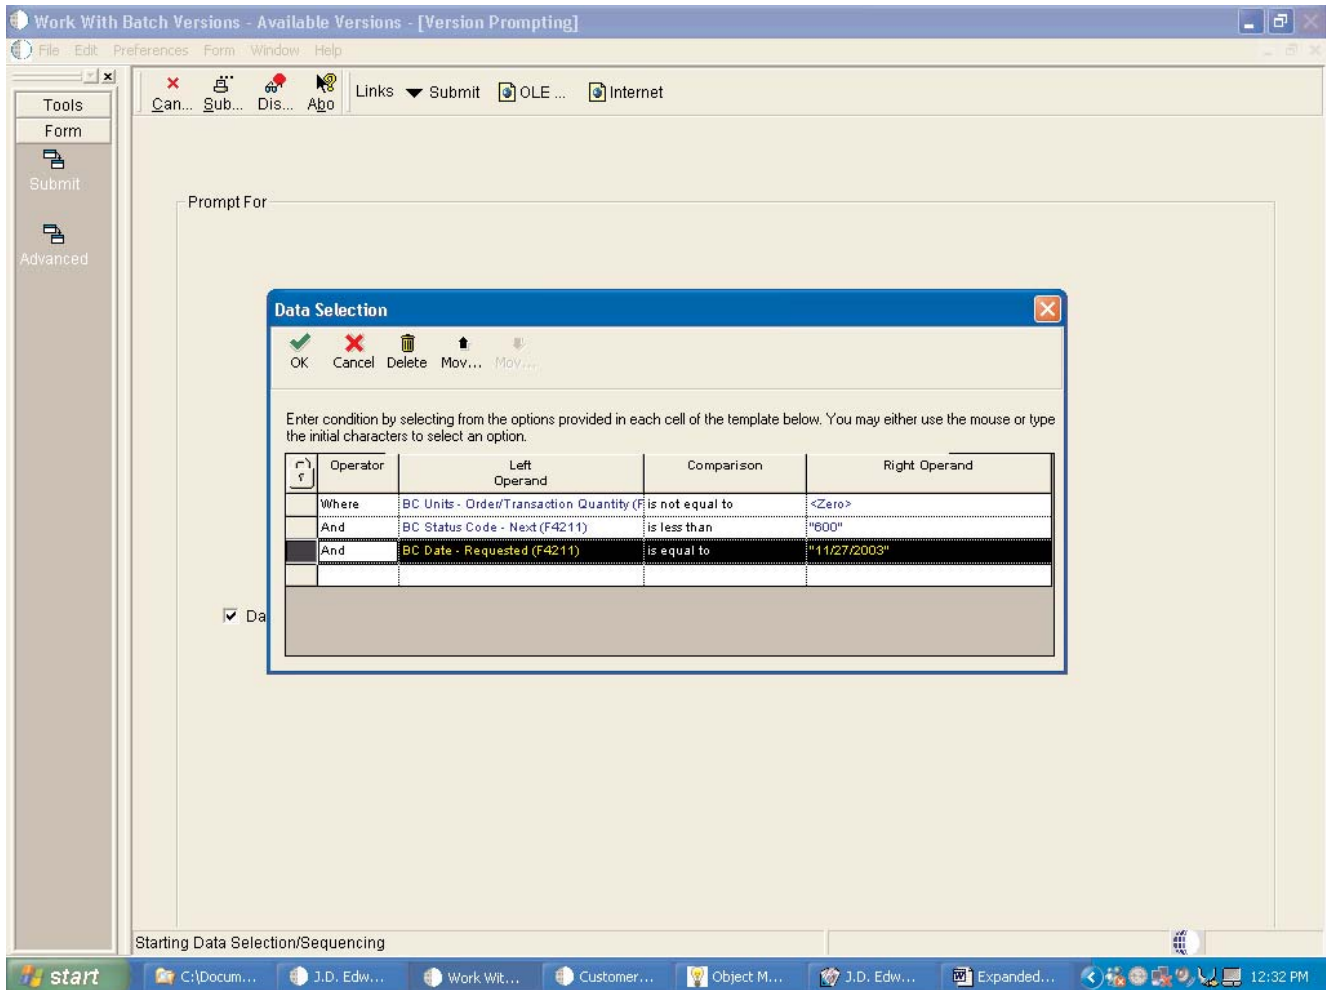 Work With Batch Versions - Available Versions - [Version Prompting]
File Edit Preferences Form Window Help
Tools
Form
Submit
Advanced
Can... Sub... Dis... Abo Links Submit OLE ... Internet
Prompt For
Data Selection
OK Cancel Delete Mov... Mov...
Enter condition by selecting from the options provided in each cell of the template below. You may either use the mouse or type
the initial characters to select an option.
Operator Left Operand Comparison Right Operand
Where BC Units - Order/Transaction Quantity (F is not equal to <Zero>
And BC Status Code - Next (F4211) is less than "600"
And BC Date - Requested (F4211) is equal to "11/27/2003"
Da
Starting Data Selection/Sequencing
start C:\Docum... J.D. Edw... Work Wit... Customer... Object M... J.D. Edw... Expanded... 12:32 PM